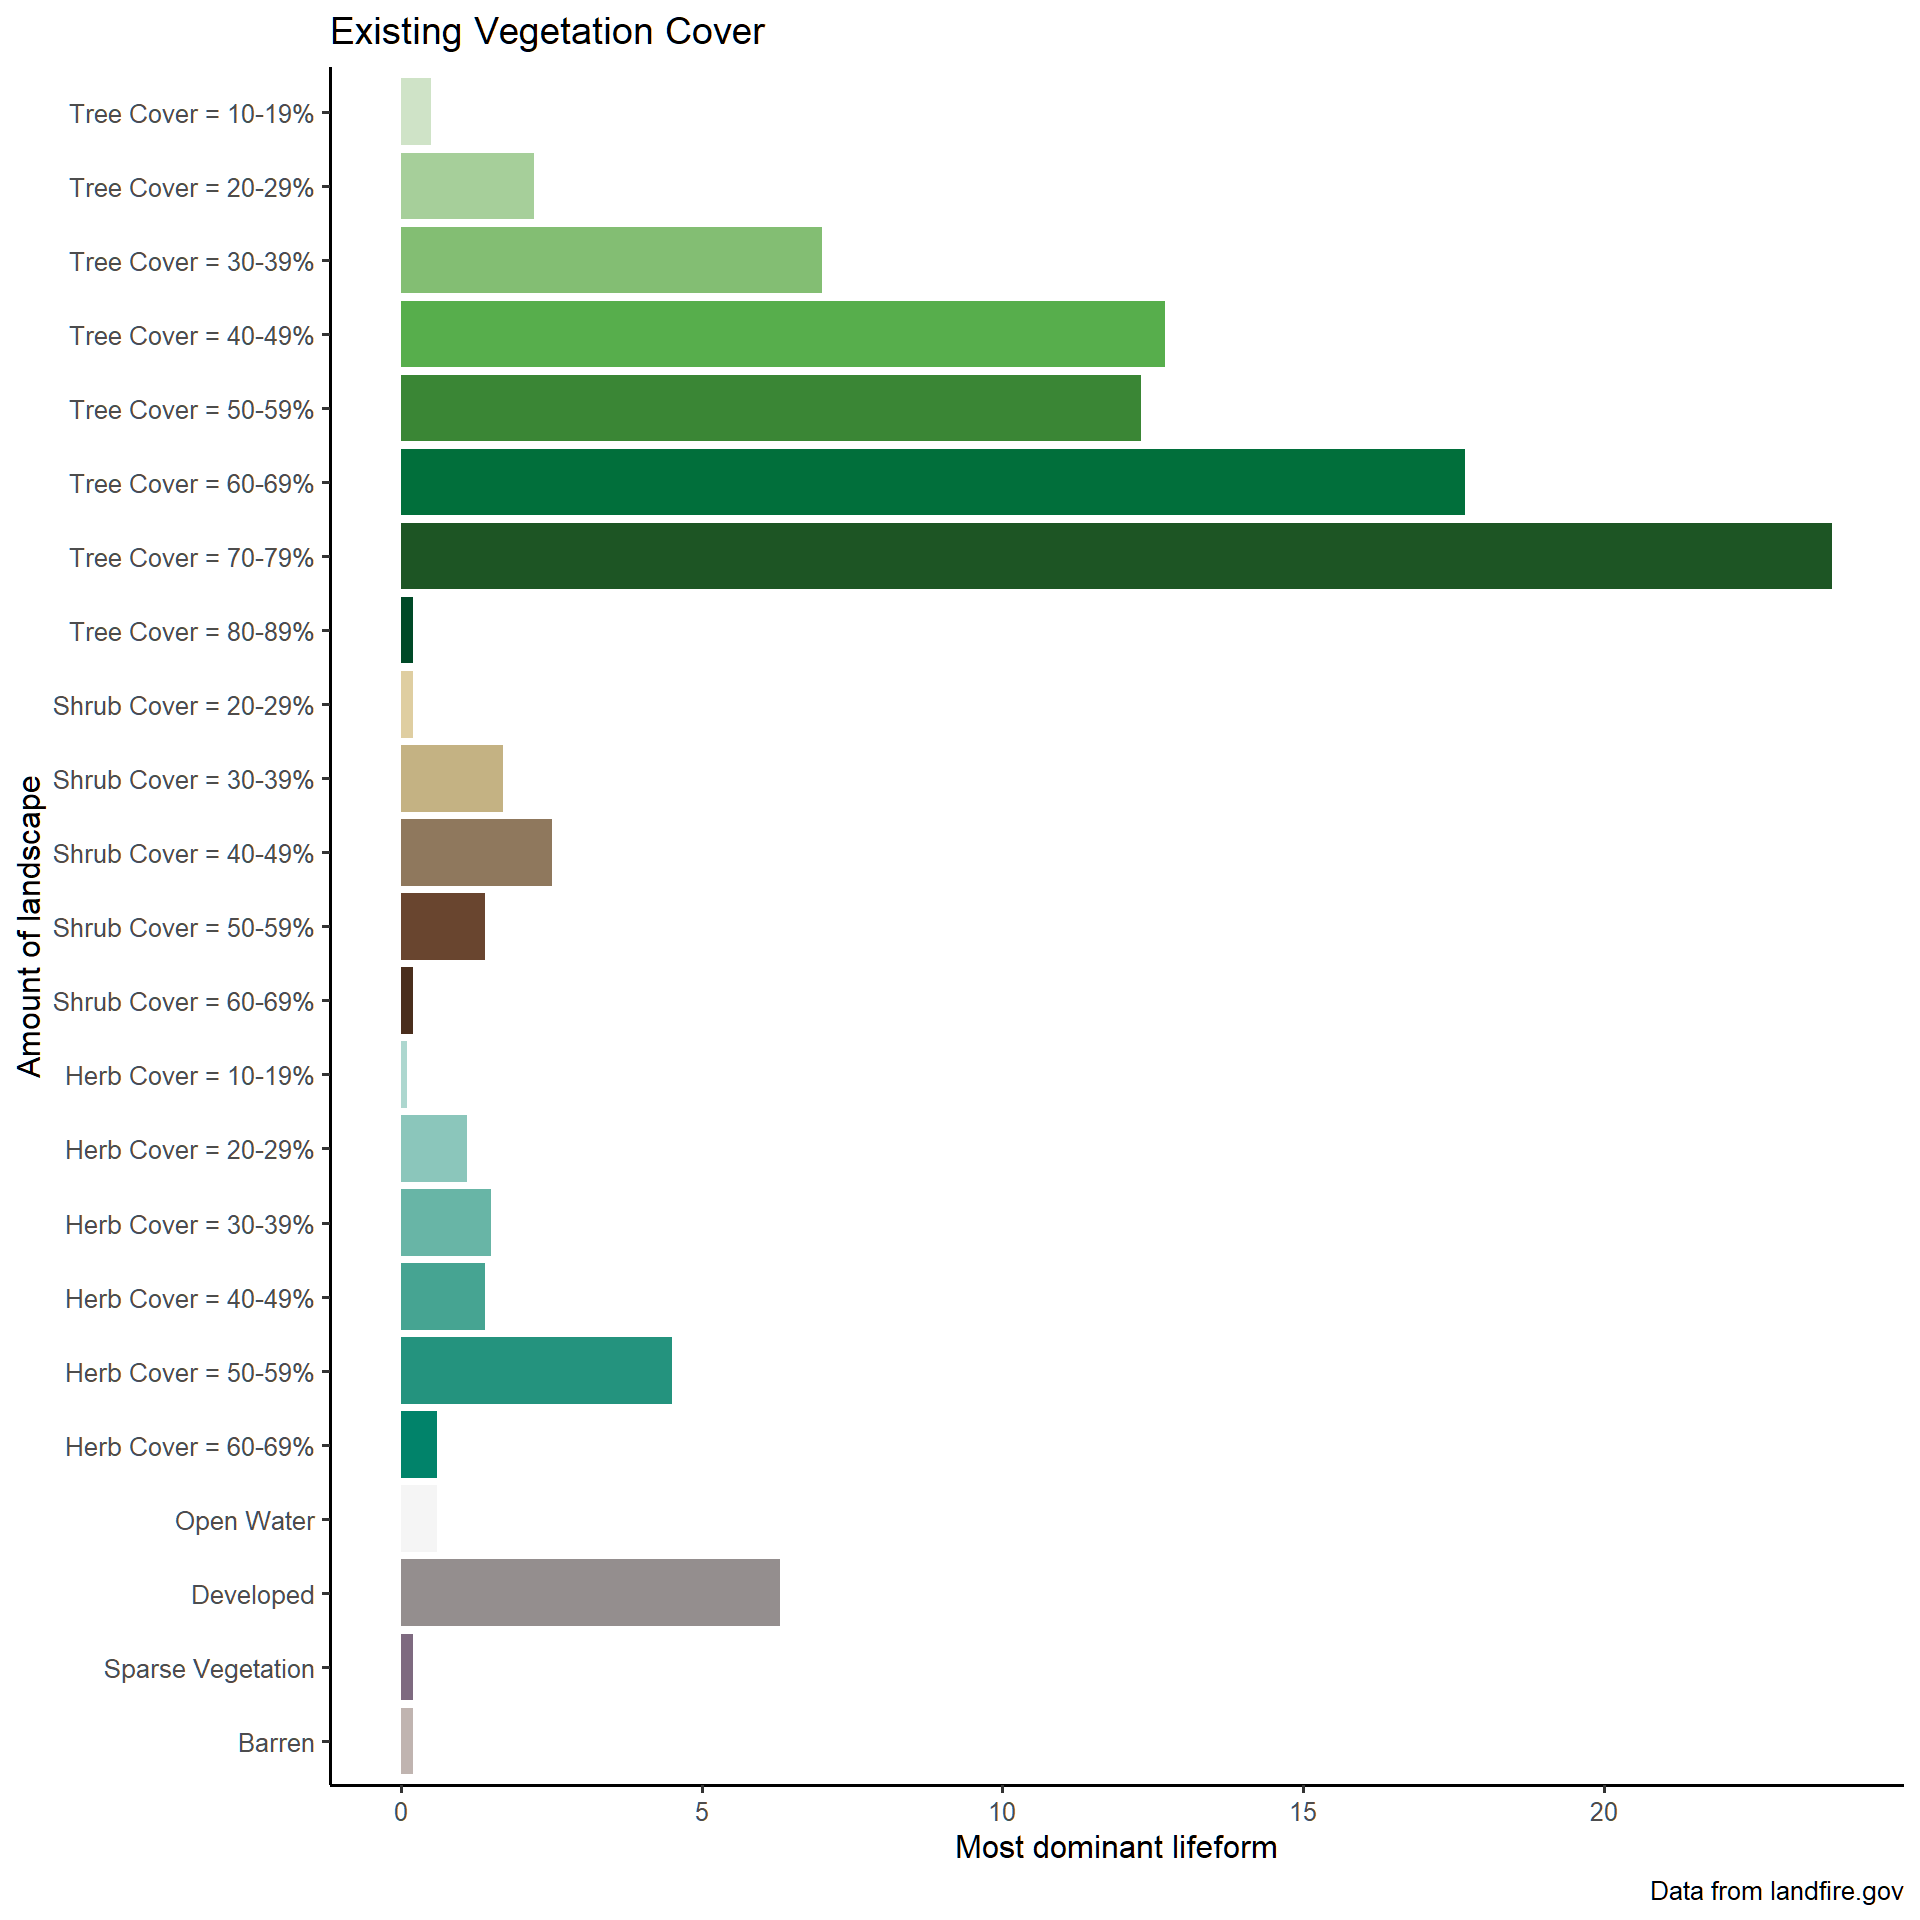 Existing Vegetation Cover
Tree Cover = 10-19%
Tree Cover = 20-29%
Tree Cover = 30-39%
Tree Cover = 40-49%
Tree Cover = 50-59%
Tree Cover = 60-69%
Tree Cover = 70-79%
Tree Cover = 80-89%
Shrub Cover = 20-29%
Shrub Cover = 30-39%
Shrub Cover = 40-49%
Shrub Cover = 50-59%
Shrub Cover = 60-69%
Herb Cover = 10-19%
Herb Cover = 20-29%
Herb Cover = 30-39%
Herb Cover = 40-49%
Herb Cover = 50-59%
Herb Cover = 60-69%
Open Water
Developed
Sparse Vegetation
Barren
Amount of landscape
0 5 10 15 20
Most dominant lifeform
Data from landfire.gov